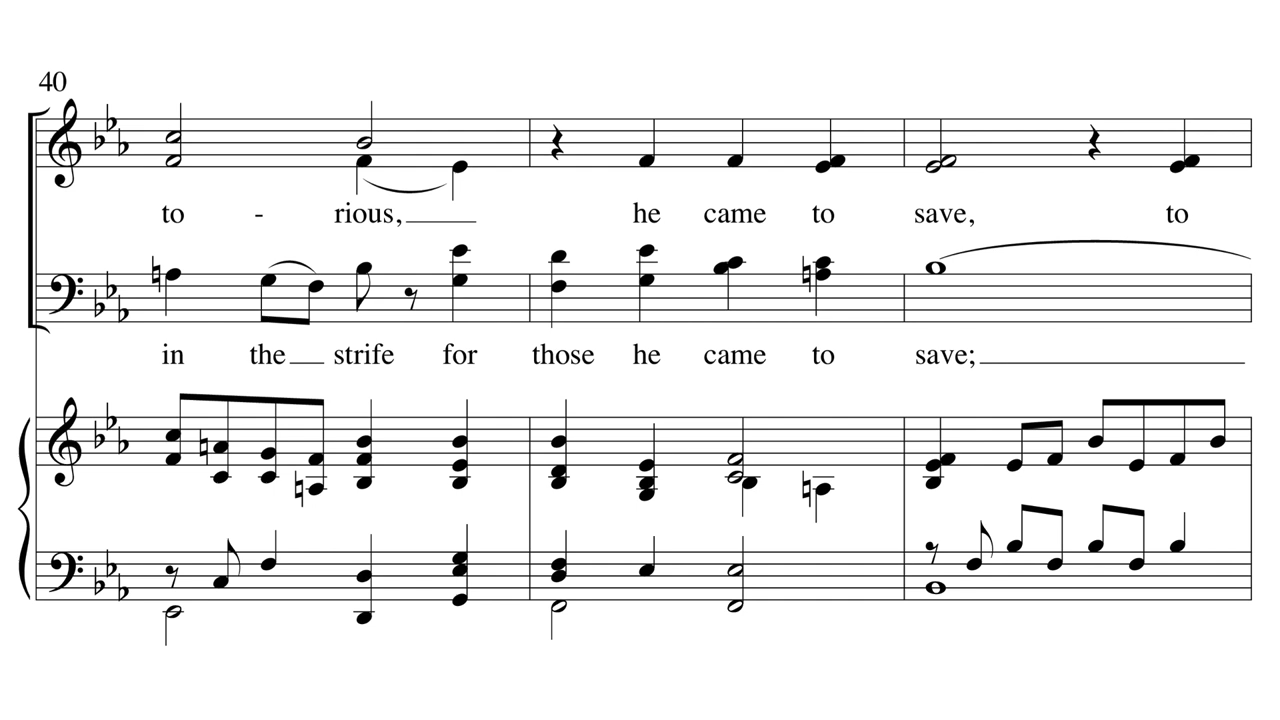 40
to - rious, he came to save, to
in the strife for those he came to save;